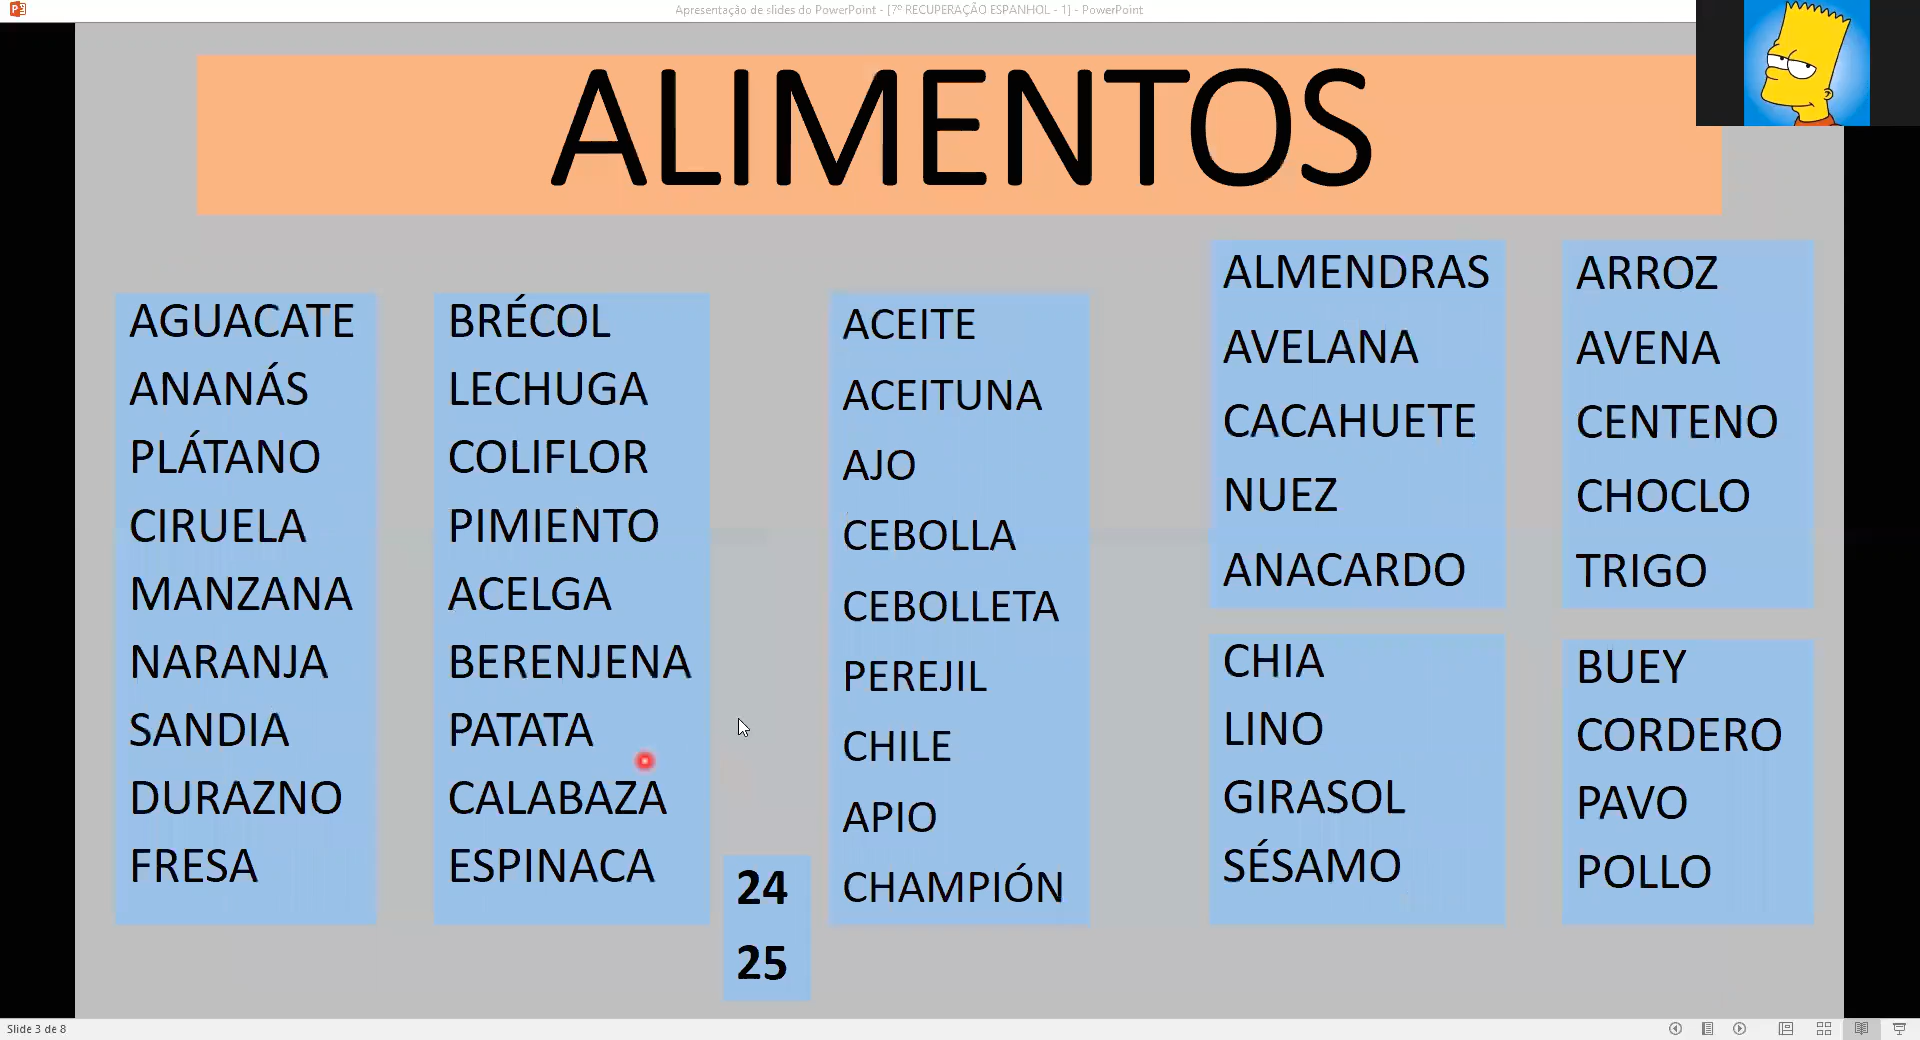 Apresentação de slides do PowerPoint - [7º RECUPERAÇÃO ESPANHOL - 1] - PowerPoint
ALIMENTOS
AGUACATE
ANANÁS
PLÁTANO
CIRUELA
MANZANA
NARANJA
SANDIA
DURAZNO
FRESA
BRÉCOL
LECHUGA
COLIFLOR
PIMIENTO
ACELGA
BERENJENA
PATATA
CALABAZA
ESPINACA
24
25
ACEITE
ACEITUNA
AJO
CEBOLLA
CEBOLLETA
PEREJIL
CHILE
APIO
CHAMPIÓN
ALMENDRAS
AVELANA
CACAHUETE
NUEZ
ANACARDO
CHIA
LINO
GIRASOL
SÉSAMO
ARROZ
AVENA
CENTENO
CHOCLO
TRIGO
BUEY
CORDERO
PAVO
POLLO
Slide 3 de 8